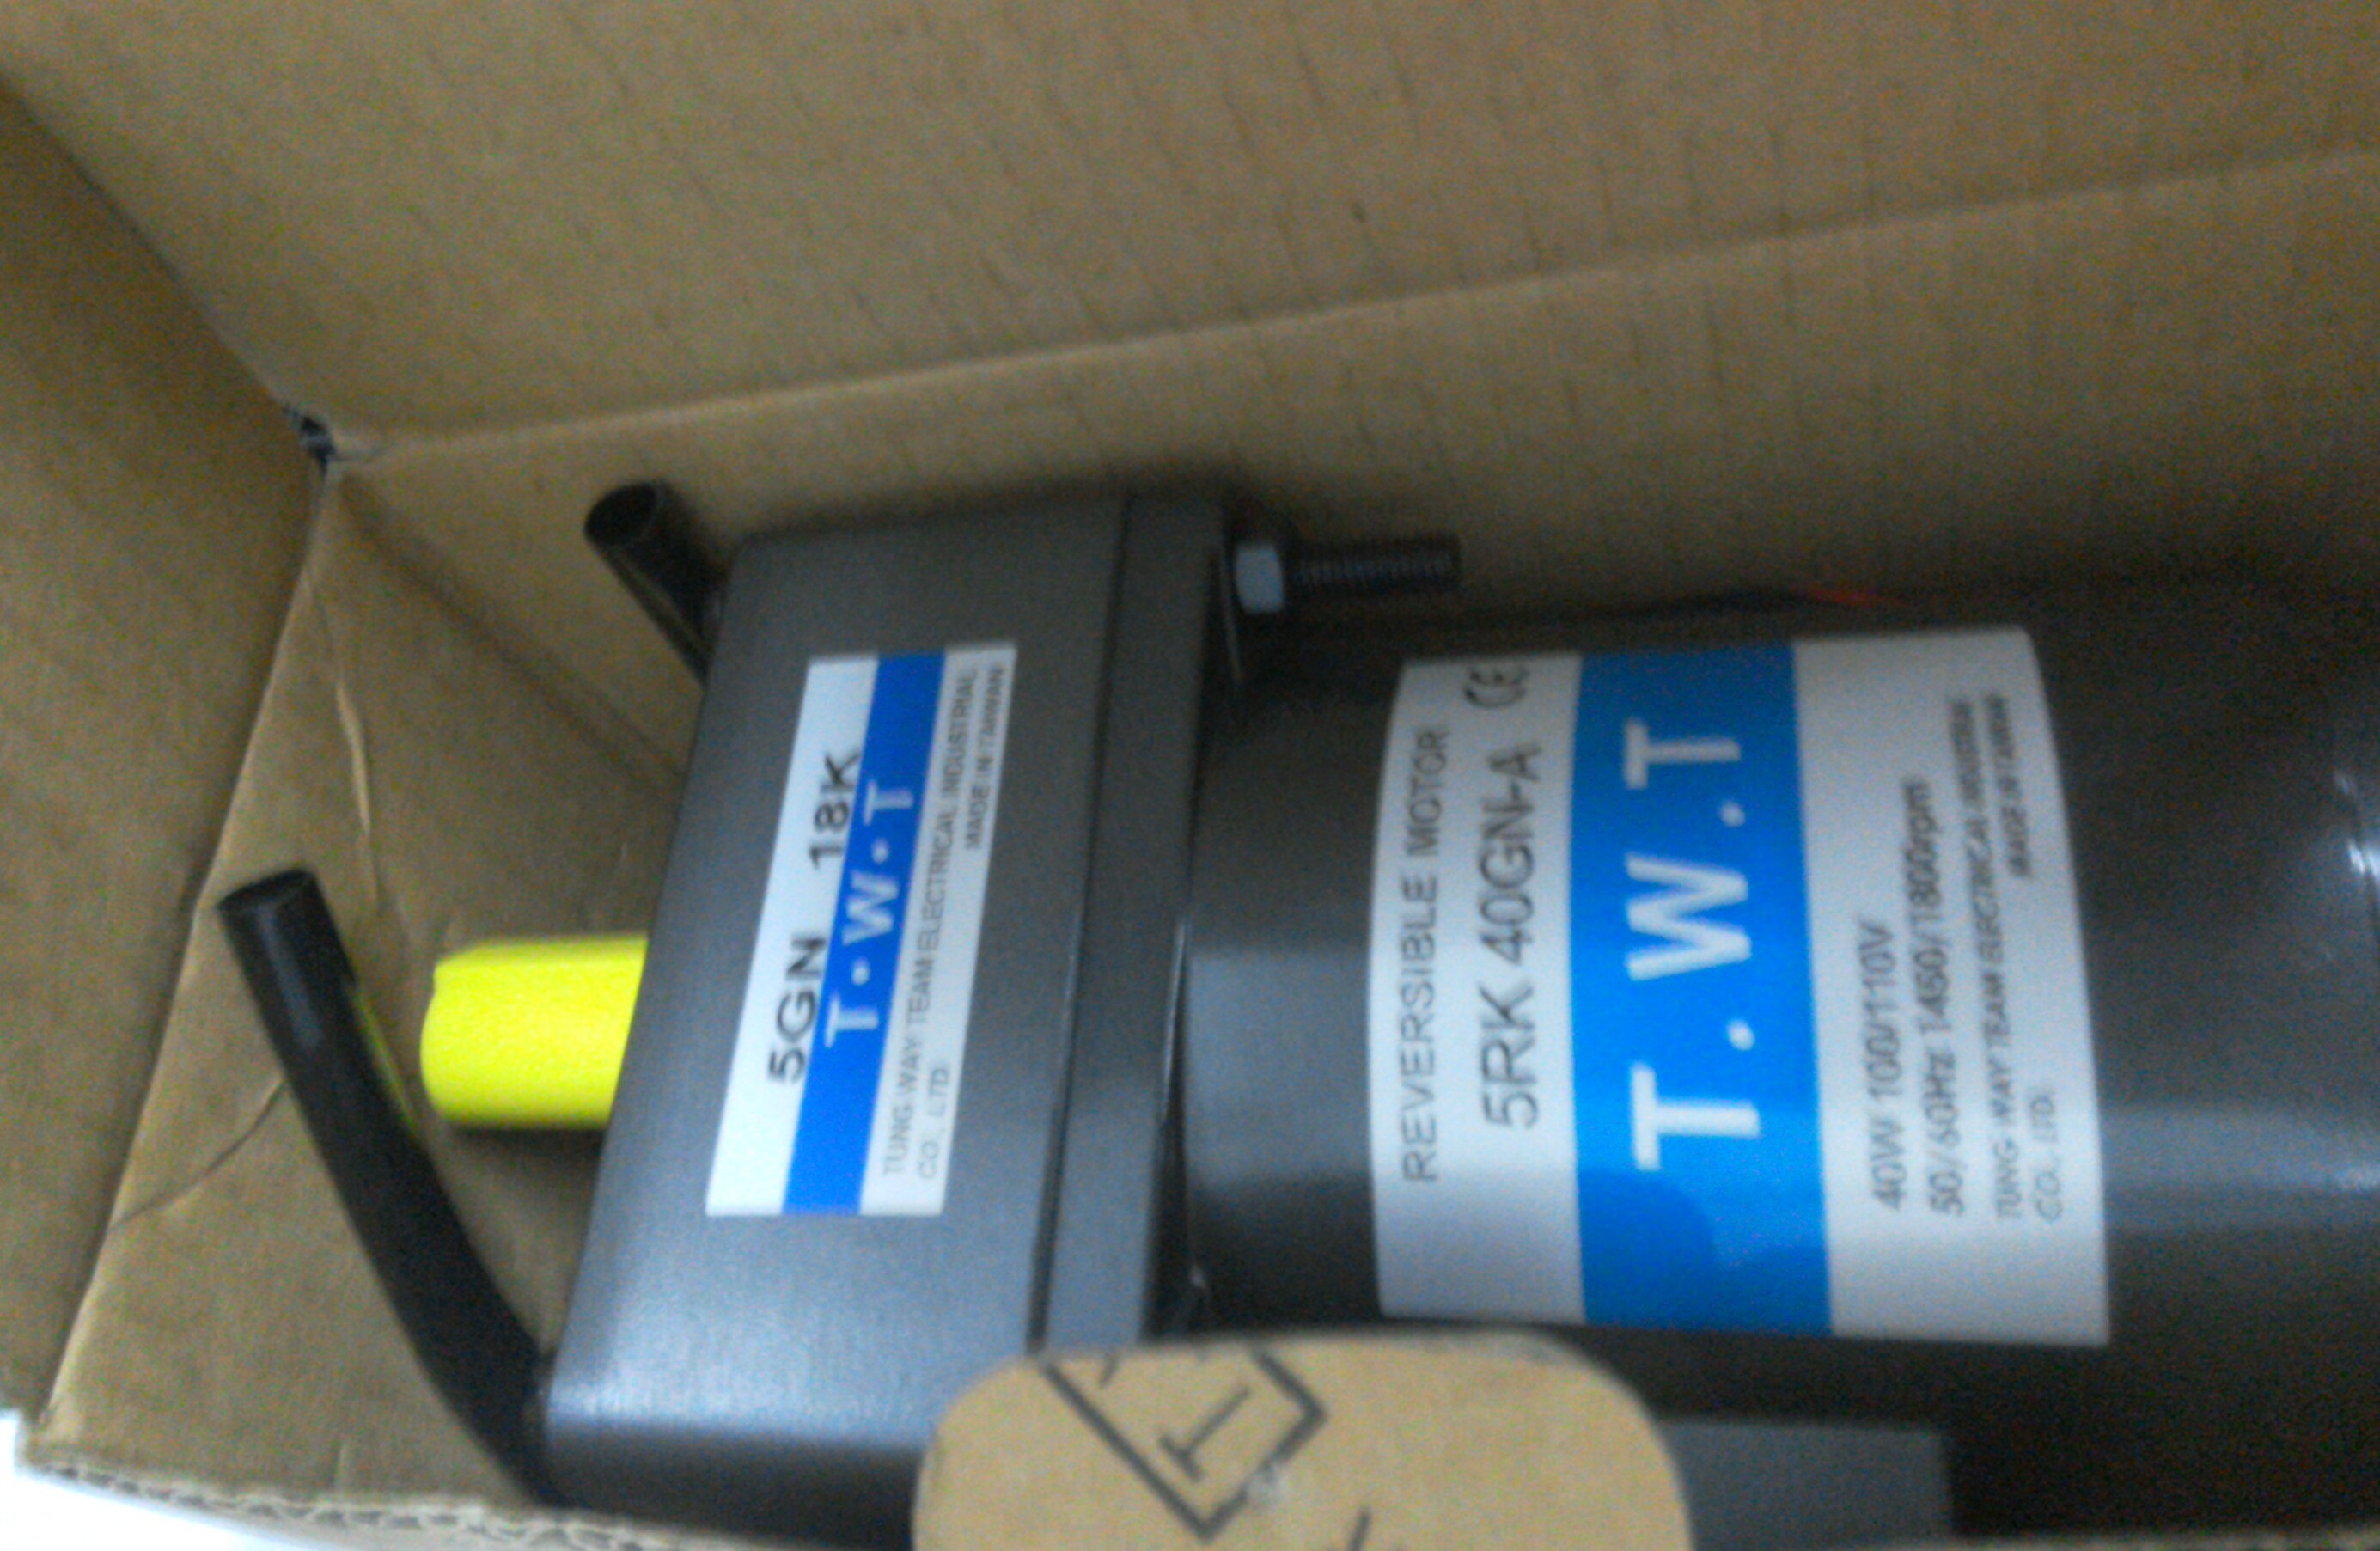 5GN 18K
T.W.T
TUNG-WAY TEAM ELECTRICAL INDUSTRIAL
CO., LTD.
MADE IN TAIWAN
REVERSIBLE MOTOR
5RK 40GN-A CE
T.W.T
40W 100/110V
50/60Hz 1450/1800rpm
TUNG-WAY TEAM ELECTRICAL INDUSTRIAL
CO., LTD.
MADE IN TAIWAN